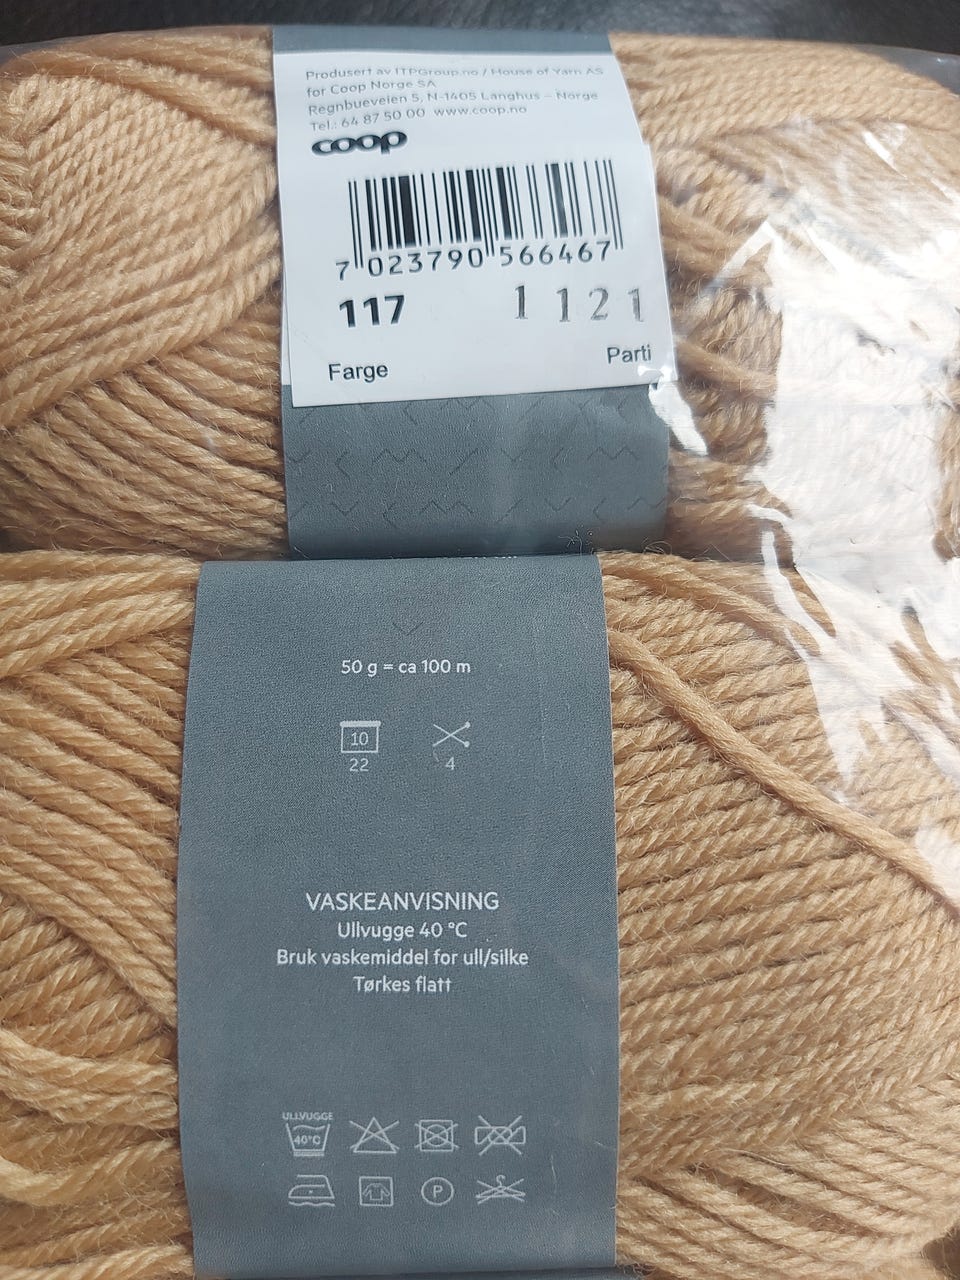 Produsert av ITPGroup.no / House of Yarn AS
for Coop Norge SA
Regnbueveien 5, N-1405 Langhus – Norge
Tel.: 64 87 50 00 www.coop.no
coop
7 023790 566467
117 1 121
Farge Parti
50 g = ca 100 m
10
22 4
VASKEANVISNING
Ullvugge 40 °C
Bruk vaskemiddel for ull/silke
Tørkes flatt
ULLVUGGE
40°C
P